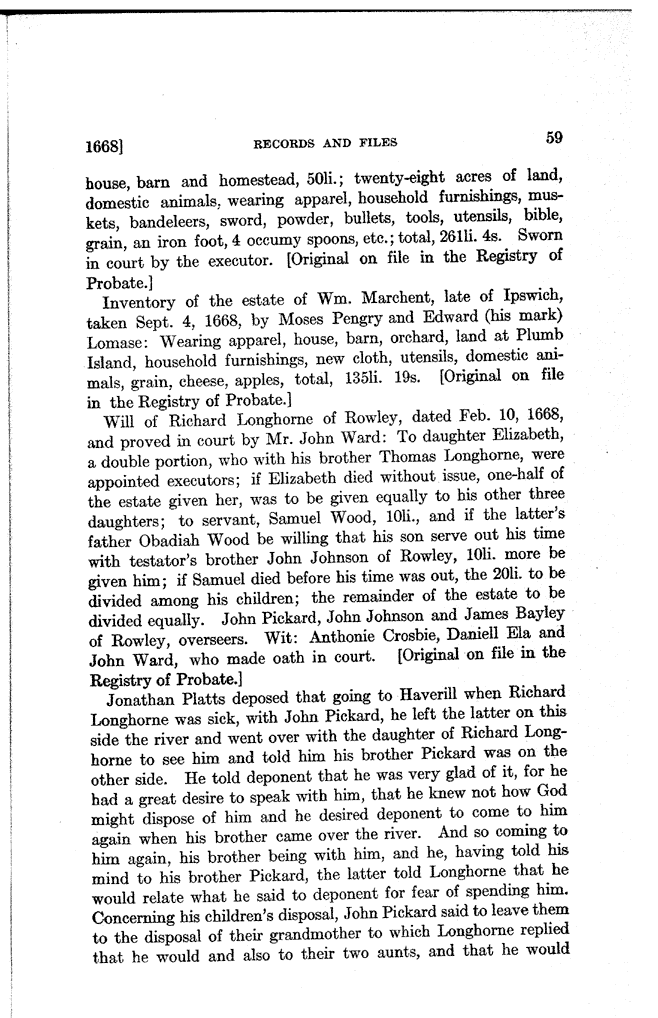 1668] RECORDS AND FILES 59
house, barn and homestead, 50li.; twenty-eight acres of land,
domestic animals, wearing apparel, household furnishings, mus-
kets, bandeleers, sword, powder, bullets, tools, utensils, bible,
grain, an iron foot, 4 occumy spoons, etc.; total, 261li. 4s. Sworn
in court by the executor. [Original on file in the Registry of
Probate.]
Inventory of the estate of Wm. Marchent, late of Ipswich,
taken Sept. 4, 1668, by Moses Pengry and Edward (his mark)
Lomase: Wearing apparel, house, barn, orchard, land at Plumb
Island, household furnishings, new cloth, utensils, domestic ani-
mals, grain, cheese, apples, total, 135li. 19s. [Original on file
in the Registry of Probate.]
Will of Richard Longhorne of Rowley, dated Feb. 10, 1668,
and proved in court by Mr. John Ward: To daughter Elizabeth,
a double portion, who with his brother Thomas Longhorne, were
appointed executors; if Elizabeth died without issue, one-half of
the estate given her, was to be given equally to his other three
daughters; to servant, Samuel Wood, 10li., and if the latter's
father Obadiah Wood be willing that his son serve out his time
with testator's brother John Johnson of Rowley, 10li. more be
given him; if Samuel died before his time was out, the 20li. to be
divided among his children; the remainder of the estate to be
divided equally. John Pickard, John Johnson and James Bayley
of Rowley, overseers. Wit: Anthonie Crosbie, Daniell Ela and
John Ward, who made oath in court. [Original on file in the
Registry of Probate.]
Jonathan Platts deposed that going to Haverill when Richard
Longhorne was sick, with John Pickard, he left the latter on this
side the river and went over with the daughter of Richard Long-
horne to see him and told him his brother Pickard was on the
other side. He told deponent that he was very glad of it, for he
had a great desire to speak with him, that he knew not how God
might dispose of him and he desired deponent to come to him
again when his brother came over the river. And so coming to
him again, his brother being with him, and he, having told his
mind to his brother Pickard, the latter told Longhorne that he
would relate what he said to deponent for fear of spending him.
Concerning his children's disposal, John Pickard said to leave them
to the disposal of their grandmother to which Longhorne replied
that he would and also to their two aunts, and that he would